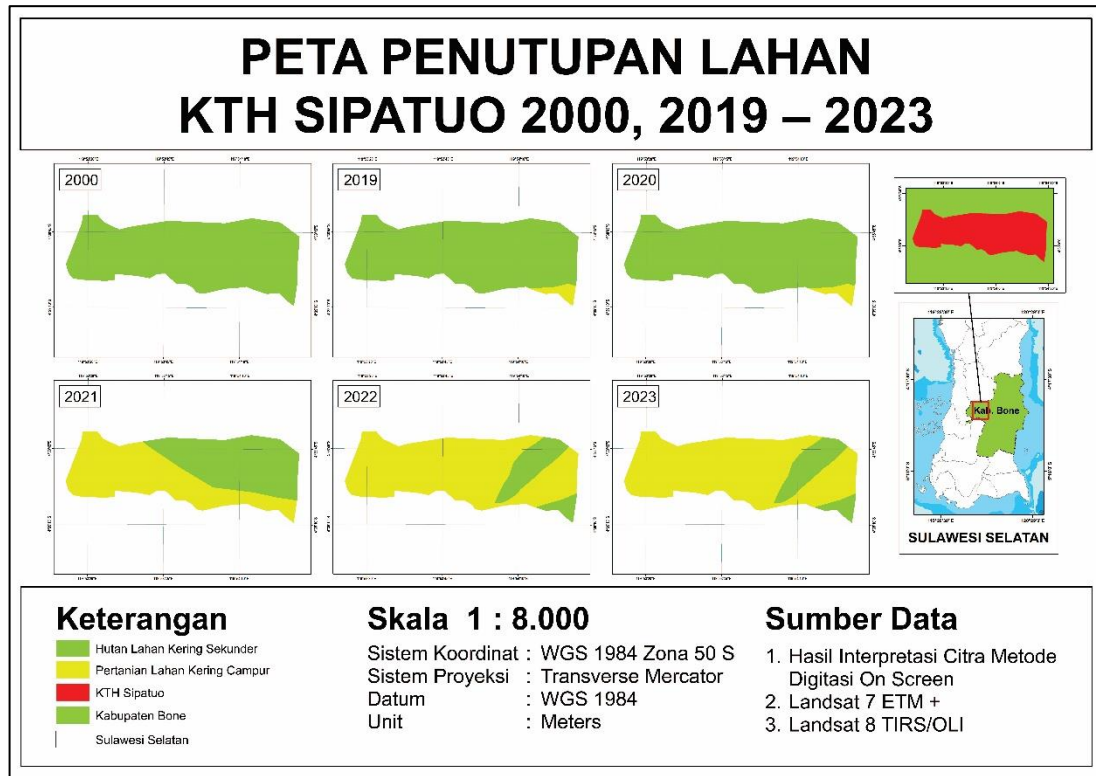 PETA PENUTUPAN LAHAN
KTH SIPATUO 2000, 2019 – 2023
2000
2019
2020
2021
2022
2023
Kab. Bone
SULAWESI SELATAN
Keterangan
Hutan Lahan Kering Sekunder
Pertanian Lahan Kering Campur
KTH Sipatuo
Kabupaten Bone
Sulawesi Selatan
Skala 1 : 8.000
Sistem Koordinat : WGS 1984 Zona 50 S
Sistem Proyeksi : Transverse Mercator
Datum : WGS 1984
Unit : Meters
Sumber Data
1. Hasil Interpretasi Citra Metode
Digitasi On Screen
2. Landsat 7 ETM +
3. Landsat 8 TIRS/OLI